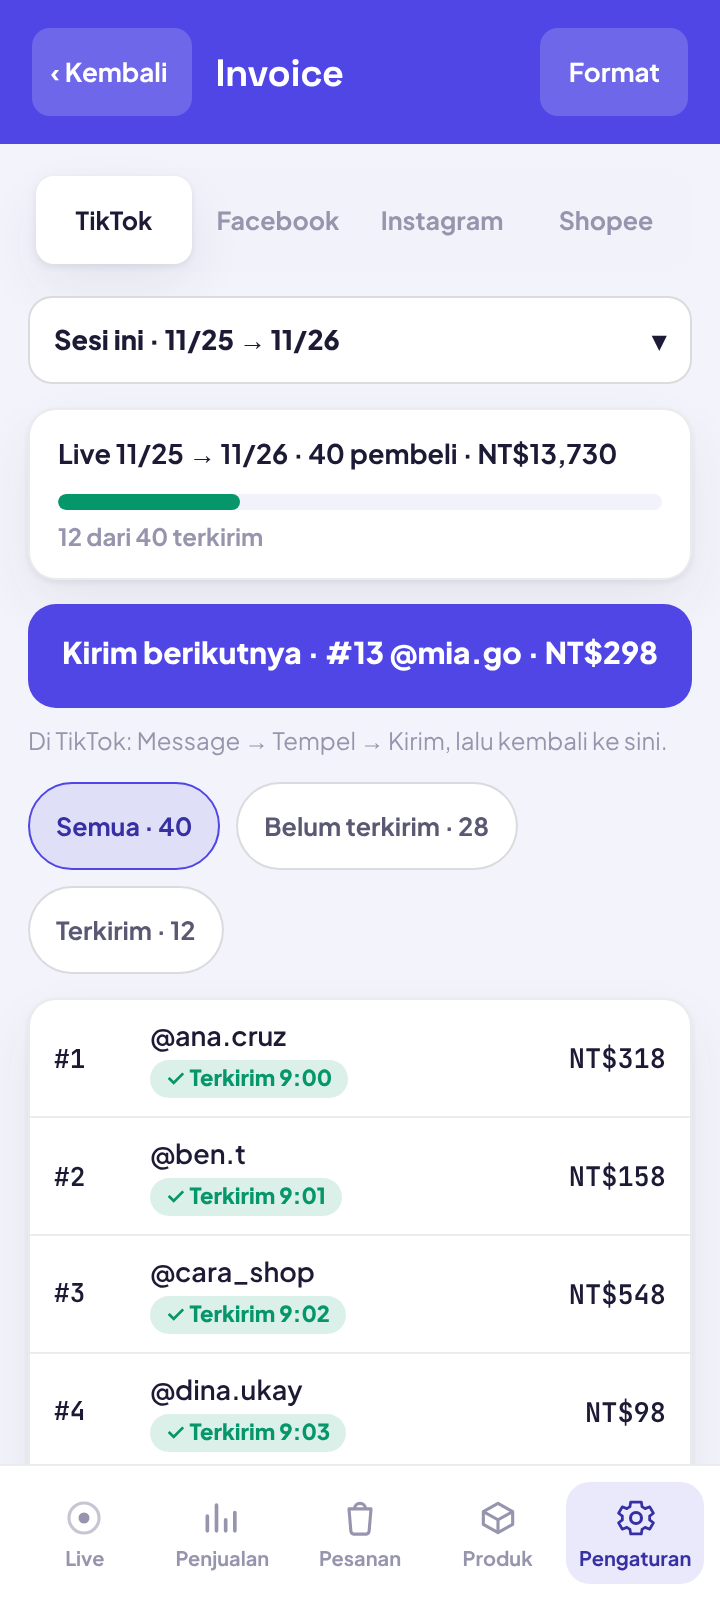 ‹ Kembali
Invoice
Format
TikTok
Facebook
Instagram
Shopee
Sesi ini · 11/25 → 11/26
▼
Live 11/25 → 11/26 · 40 pembeli · NT$13,730
12 dari 40 terkirim
Kirim berikutnya · #13 @mia.go · NT$298
Di TikTok: Message → Tempel → Kirim, lalu kembali ke sini.
Semua · 40
Belum terkirim · 28
Terkirim · 12
#1
@ana.cruz
✓ Terkirim 9:00
NT$318
#2
@ben.t
✓ Terkirim 9:01
NT$158
#3
@cara_shop
✓ Terkirim 9:02
NT$548
#4
@dina.ukay
✓ Terkirim 9:03
NT$98
Live
Penjualan
Pesanan
Produk
Pengaturan